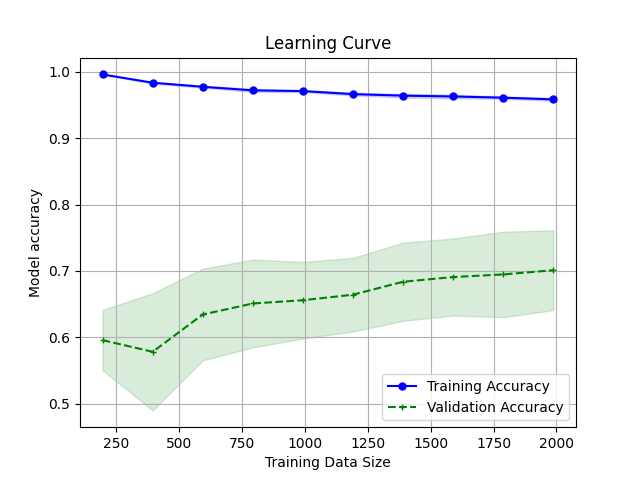 Learning Curve
1.0
0.9
0.8
0.7
0.6
0.5
Model accuracy
250
500
750
1000
1250
1500
1750
2000
Training Data Size
Training Accuracy
Validation Accuracy